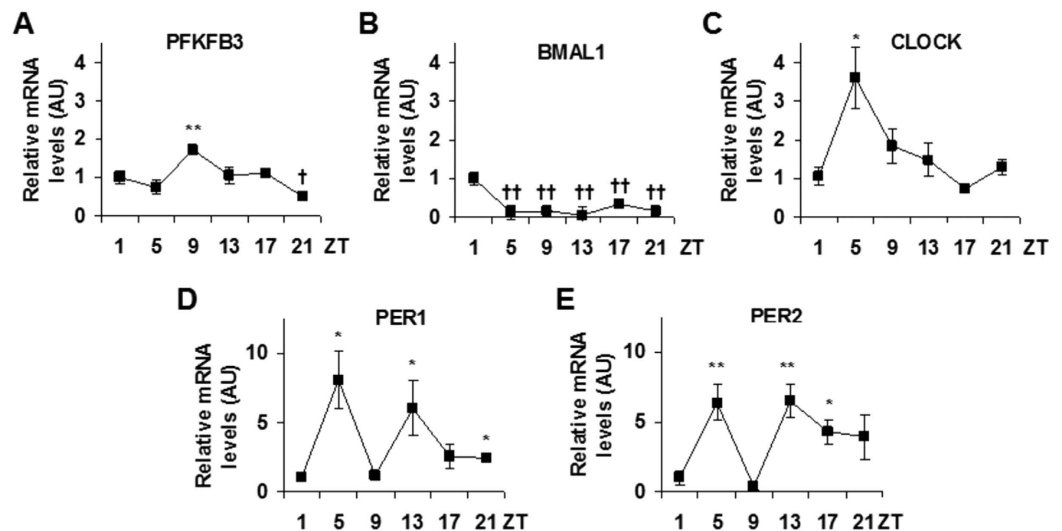 A
PFKFB3
Relative mRNA
levels (AU)
4
3
2
1
0
**
†
1 5 9 13 17 21 ZT
B
BMAL1
Relative mRNA
levels (AU)
4
3
2
1
0
†† †† †† †† ††
1 5 9 13 17 21 ZT
C
CLOCK
Relative mRNA
levels (AU)
4
3
2
1
0
*
1 5 9 13 17 21 ZT
D
PER1
Relative mRNA
levels (AU)
10
5
0
* * *
1 5 9 13 17 21 ZT
E
PER2
Relative mRNA
levels (AU)
10
5
0
** ** *
1 5 9 13 17 21 ZT